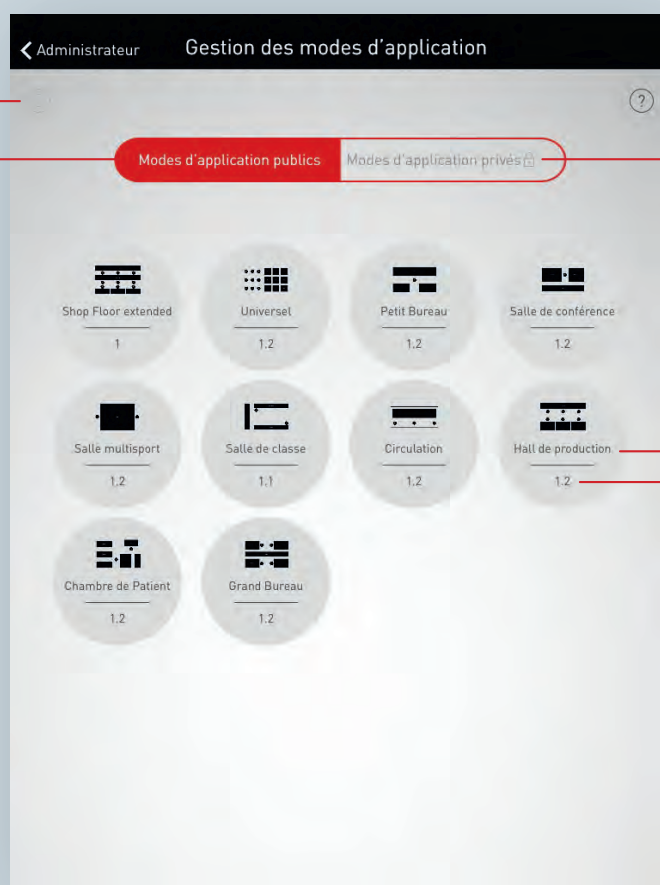 Administrateur Gestion des modes d'application
?
Modes d'application publics Modes d'application privés
Shop Floor extended Universel Petit Bureau Salle de conférence
1 1.2 1.2 1.2
Salle multisport Salle de classe Circulation Hall de production
1.2 1.1 1.2 1.2
Chambre de Patient Grand Bureau
1.2 1.2